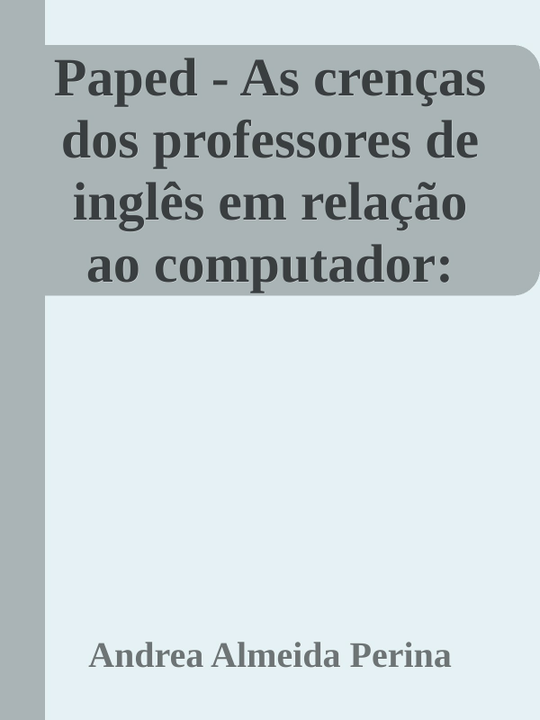 Paped - As crenças
dos professores de
inglês em relação
ao computador:
Andrea Almeida Perina